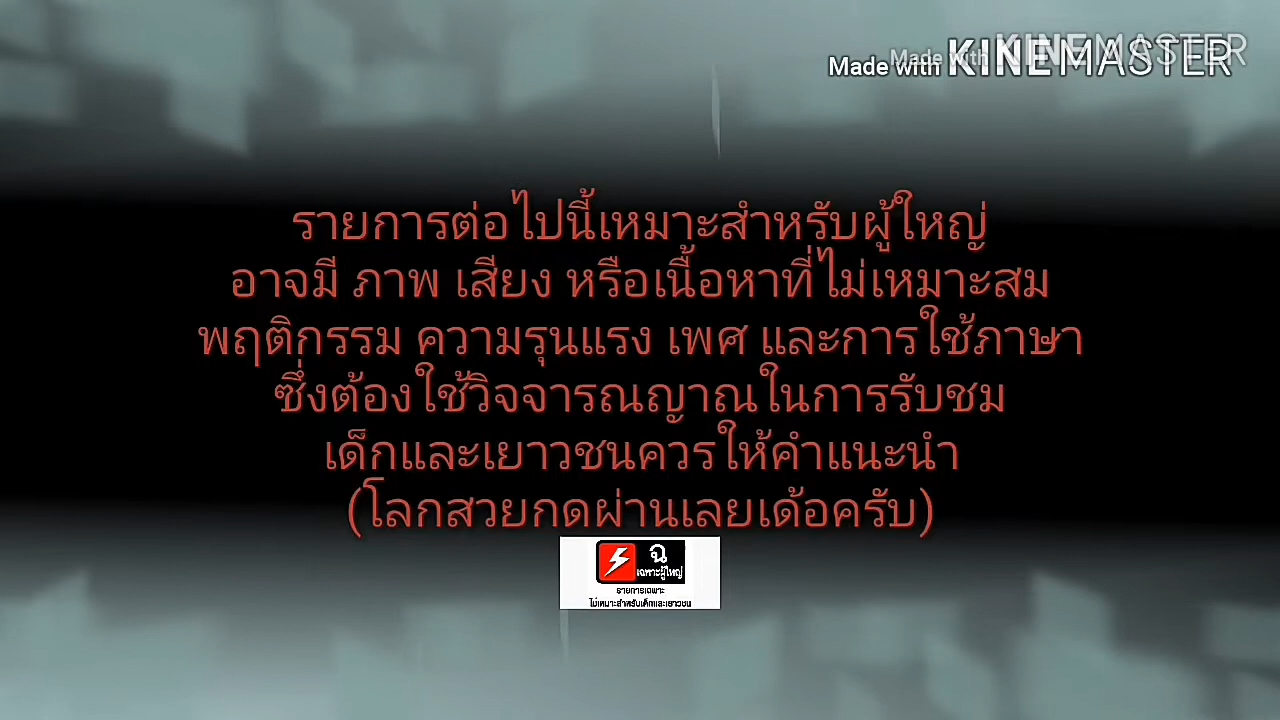 Made with KINEMASTER
Made with KINEMASTER
รายการต่อไปนี้เหมาะสำหรับผู้ใหญ่
อาจมี ภาพ เสียง หรือเนื้อหาที่ไม่เหมาะสม
พฤติกรรม ความรุนแรง เพศ และการใช้ภาษา
ซึ่งต้องใช้วิจจารณญาณในการรับชม
เด็กและเยาวชนควรให้คำแนะนำ
(โลกสวยกดผ่านเลยเด้อครับ)
ฉ
เฉพาะผู้ใหญ่
รายการเฉพาะ
ไม่เหมาะสำหรับเด็กและเยาวชน